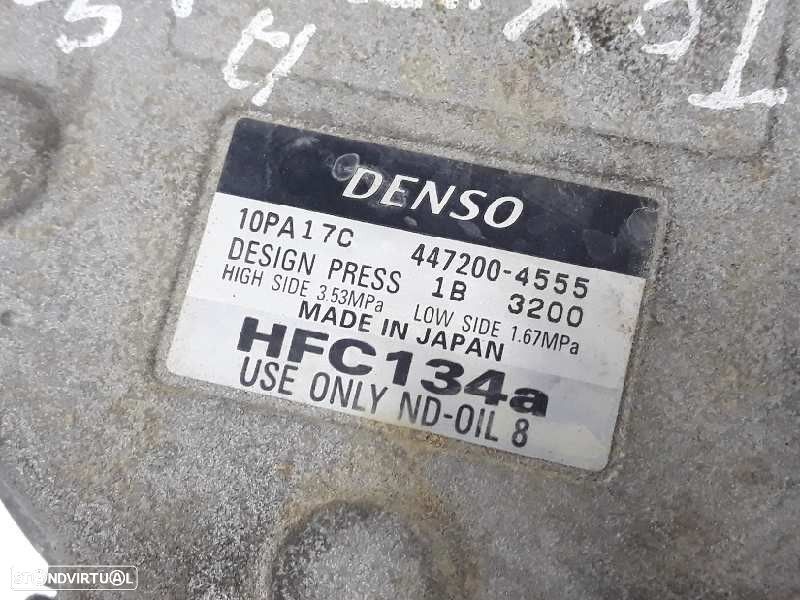 DENSO
10PA17C 447200-4555
DESIGN PRESS 1B 3200
HIGH SIDE 3.53MPa LOW SIDE 1.67MPa
MADE IN JAPAN
HFC134a
USE ONLY ND-OIL 8
STANDVIRTUAL